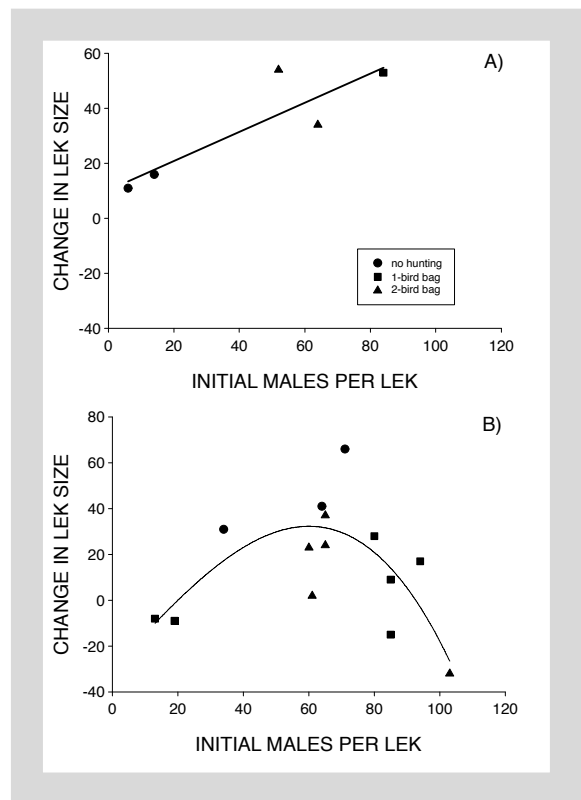 A)
60
40
20
0
-20
-40
CHANGE IN LEK SIZE
no hunting
1-bird bag
2-bird bag
0 20 40 60 80 100 120
INITIAL MALES PER LEK
B)
80
60
40
20
0
-20
-40
CHANGE IN LEK SIZE
0 20 40 60 80 100 120
INITIAL MALES PER LEK